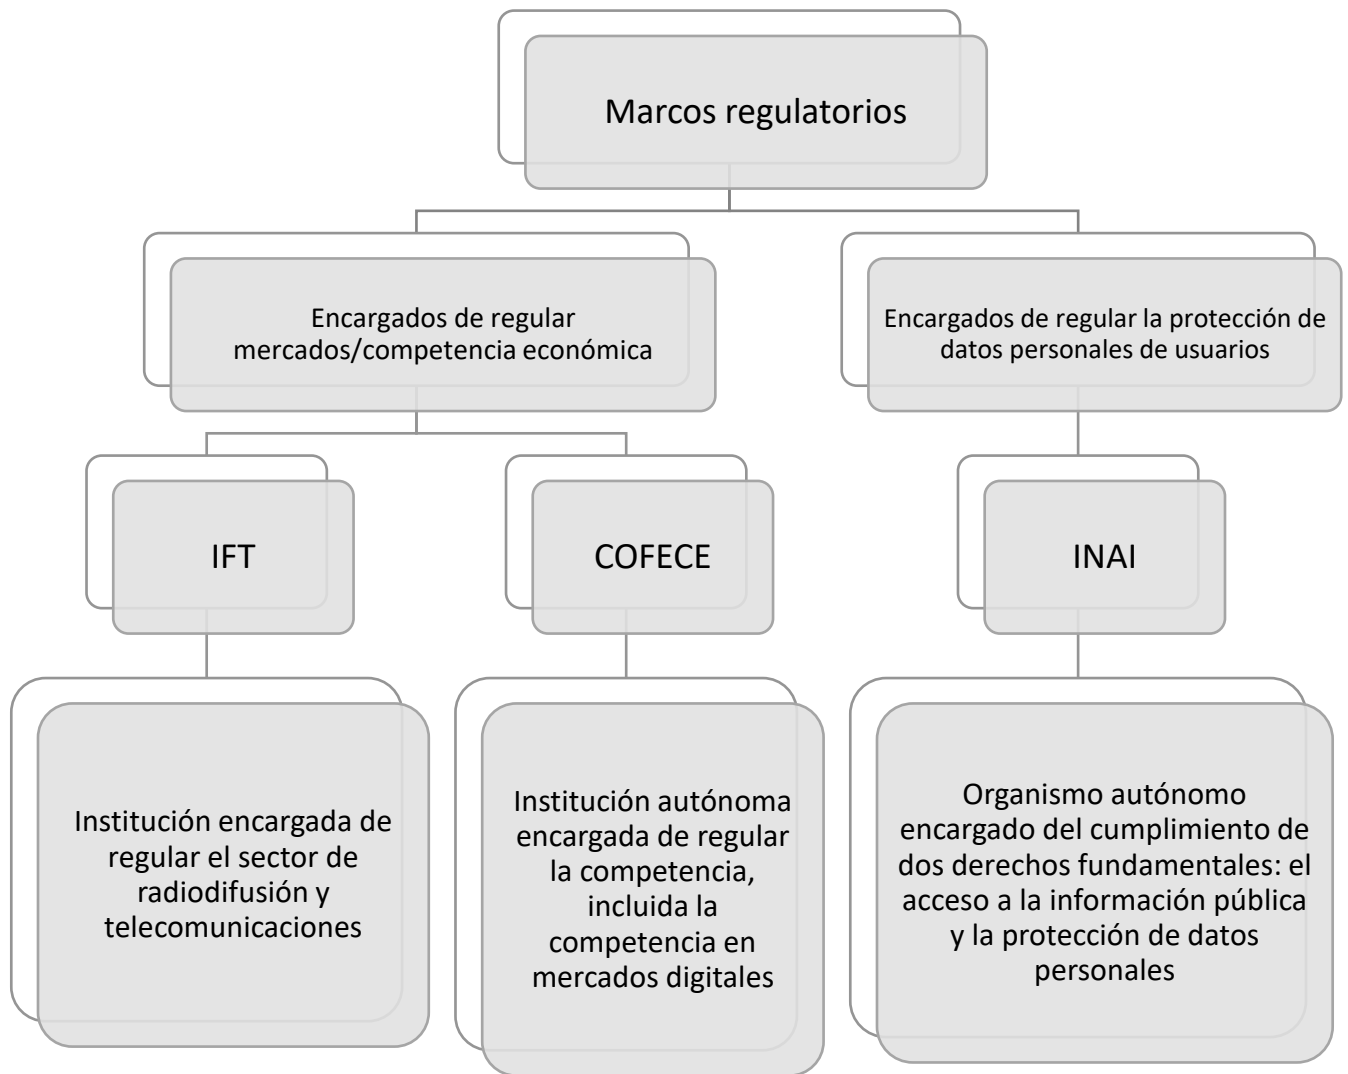 Marcos regulatorios
Encargados de regular
mercados/competencia económica
Encargados de regular la protección de
datos personales de usuarios
IFT
COFECE
INAI
Institución encargada de
regular el sector de
radiodifusión y
telecomunicaciones
Institución autónoma
encargada de regular
la competencia,
incluida la
competencia en
mercados digitales
Organismo autónomo
encargado del cumplimiento de
dos derechos fundamentales: el
acceso a la información pública
y la protección de datos
personales